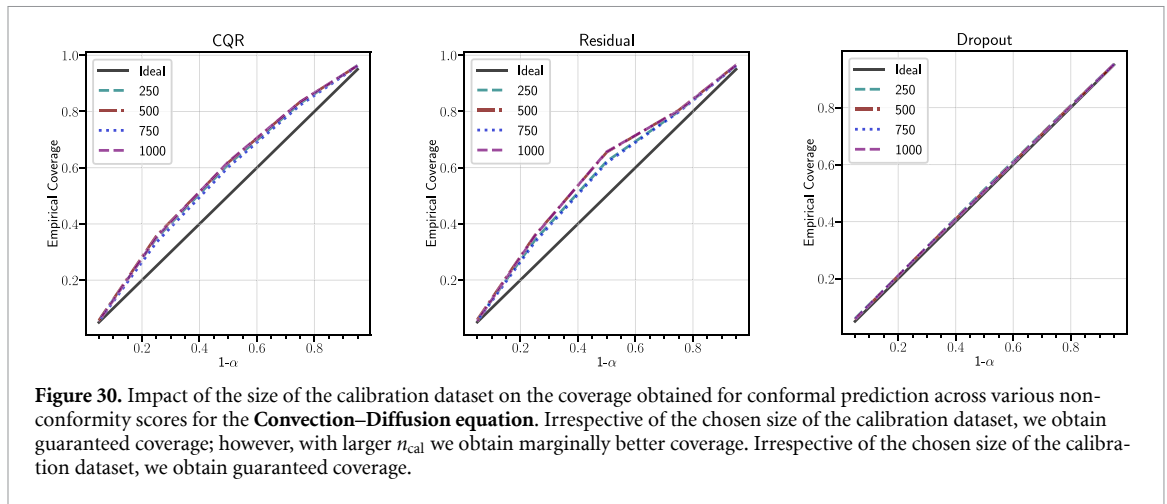 CQR
Residual
Dropout
Empirical Coverage
1.0
0.8
0.6
0.4
0.2
Ideal
250
500
750
1000
0.2
0.4
0.6
0.8
1-α
Empirical Coverage
1.0
0.8
0.6
0.4
0.2
Ideal
250
500
750
1000
0.2
0.4
0.6
0.8
1-α
Empirical Coverage
0.8
0.6
0.4
0.2
Ideal
250
500
750
1000
0.2
0.4
0.6
0.8
1-α
Figure 30. Impact of the size of the calibration dataset on the coverage obtained for conformal prediction across various non-
conformity scores for the Convection–Diffusion equation. Irrespective of the chosen size of the calibration dataset, we obtain
guaranteed coverage; however, with larger n_cal we obtain marginally better coverage. Irrespective of the chosen size of the calibra-
tion dataset, we obtain guaranteed coverage.